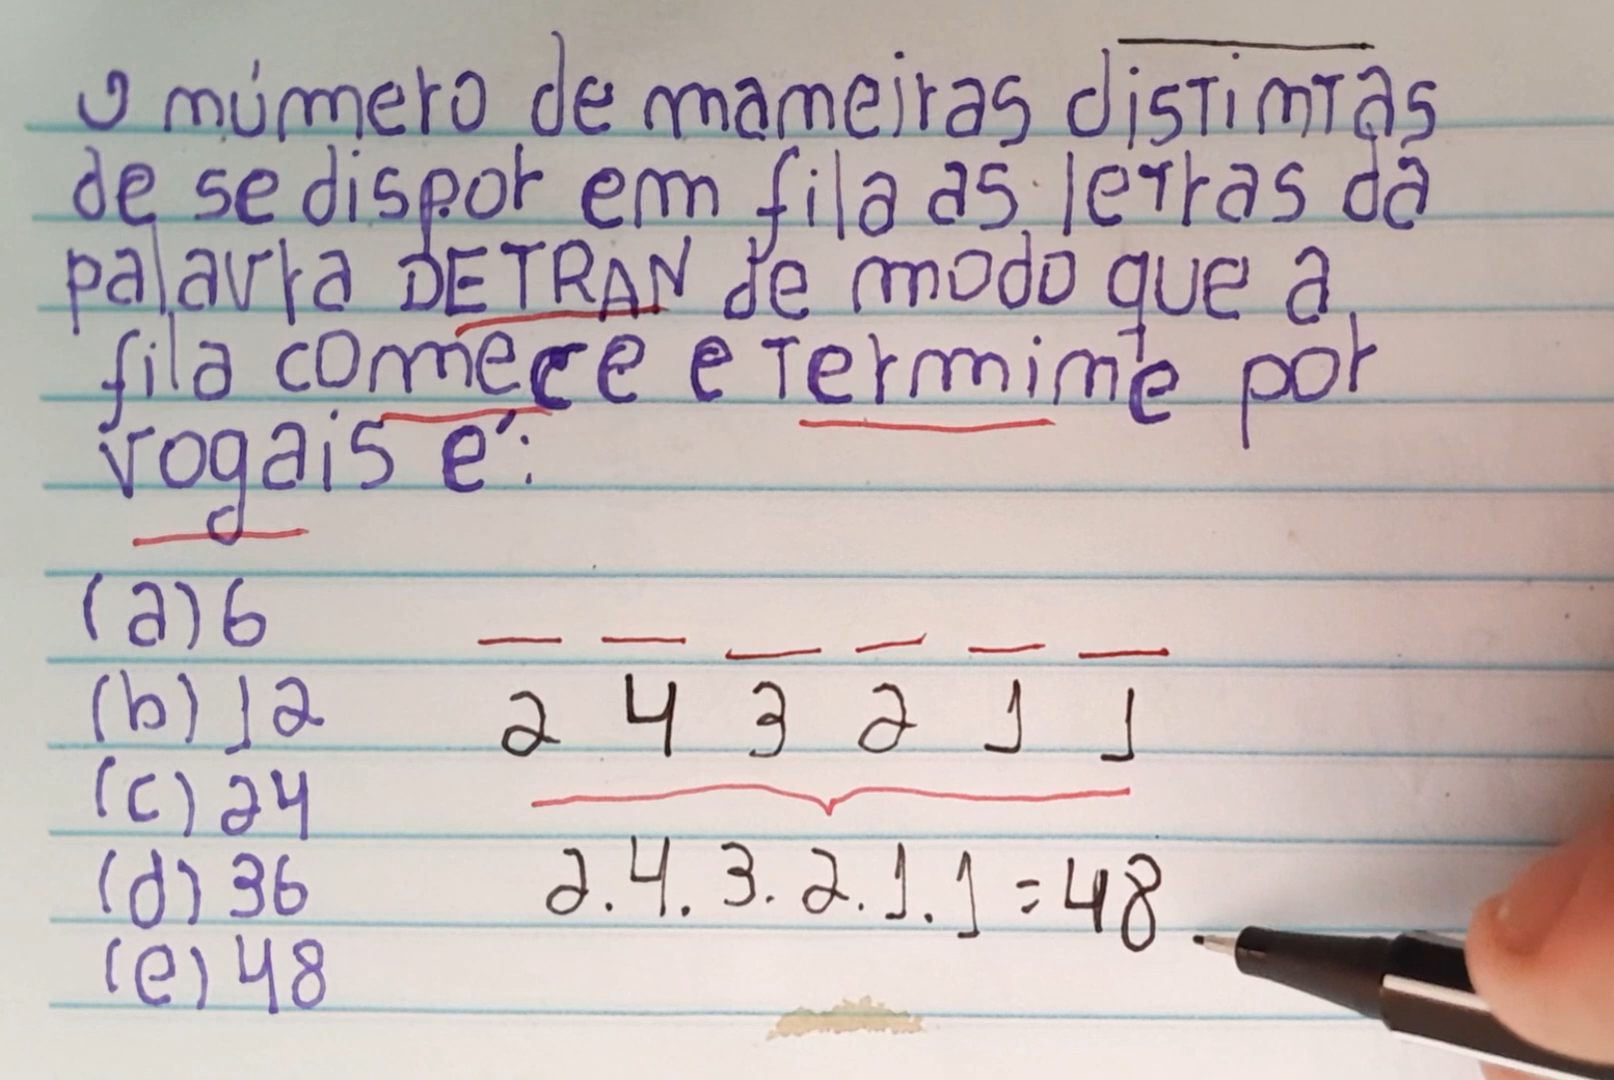 O número de maneiras distintas
de se dispor em fila as letras da
palavra DETRAN de modo que a
fila comece e termine por
vogais é:
(a) 6
(b) 12
2 4 3 2 1 1
(c) 24
(d) 36
2.4.3.2.1.1=48
(e) 48